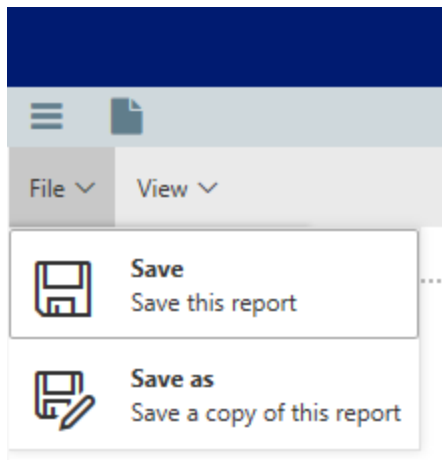 File View
Save
Save this report
Save as
Save a copy of this report